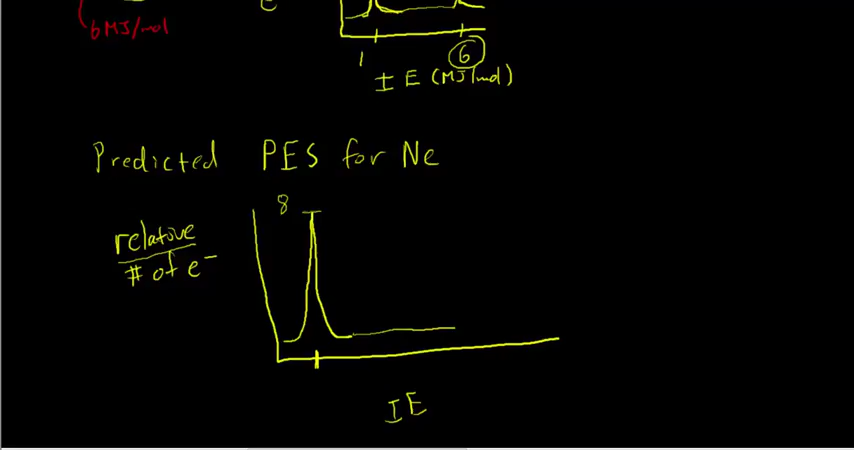 6 MJ/mol
1
6
IE (MJ/mol)
Predicted PES for Ne
8
relative
# of e⁻
IE